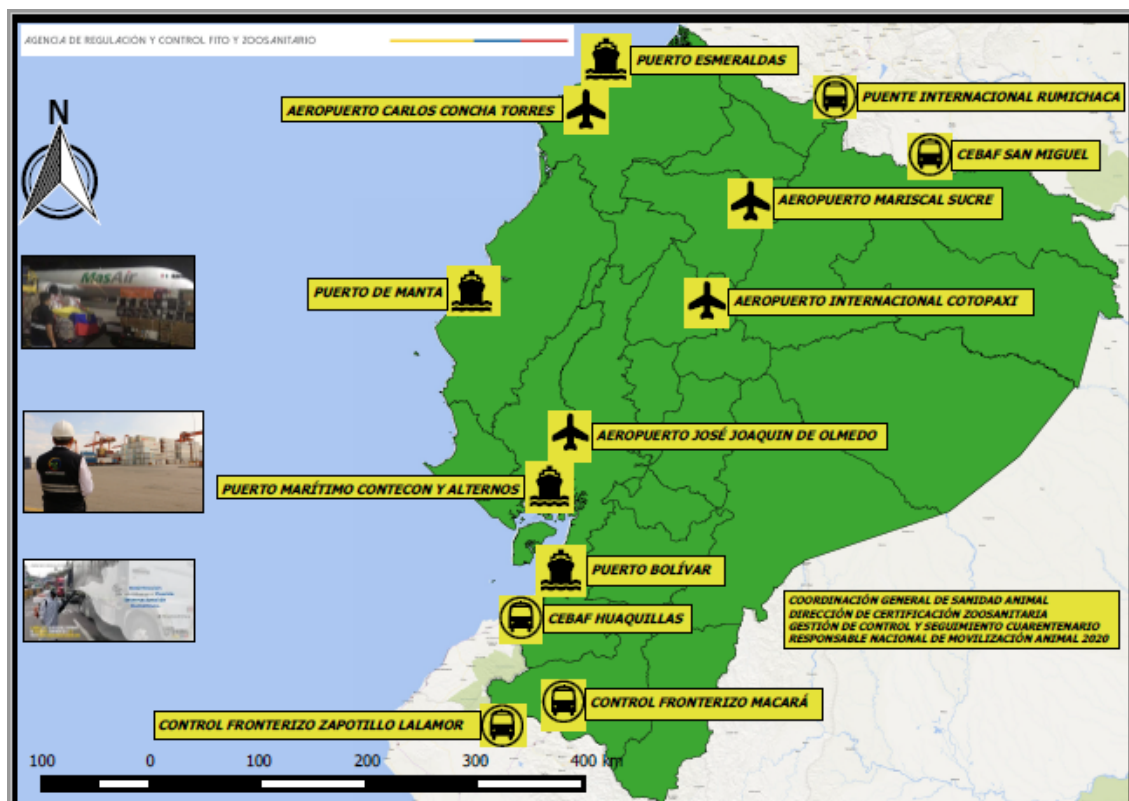 AGENCIA DE REGULACIÓN Y CONTROL FITO Y ZOOSANITARIO
PUERTO ESMERALDAS
AEROPUERTO CARLOS CONCHA TORRES
PUENTE INTERNACIONAL RUMICHACA
N
CEBAF SAN MIGUEL
AEROPUERTO MARISCAL SUCRE
MasAir
PUERTO DE MANTA
AEROPUERTO INTERNACIONAL COTOPAXI
AEROPUERTO JOSÉ JOAQUIN DE OLMEDO
PUERTO MARÍTIMO CONTECON Y ALTERNOS
PUERTO BOLÍVAR
CEBAF HUAQUILLAS
COORDINACIÓN GENERAL DE SANIDAD ANIMAL
DIRECCIÓN DE CERTIFICACIÓN ZOOSANITARIA
GESTIÓN DE CONTROL Y SEGUIMIENTO CUARENTENARIO
RESPONSABLE NACIONAL DE MOVILIZACIÓN ANIMAL 2020
CONTROL FRONTERIZO MACARÁ
CONTROL FRONTERIZO ZAPOTILLO LALAMOR
100 0 100 200 300 400 km